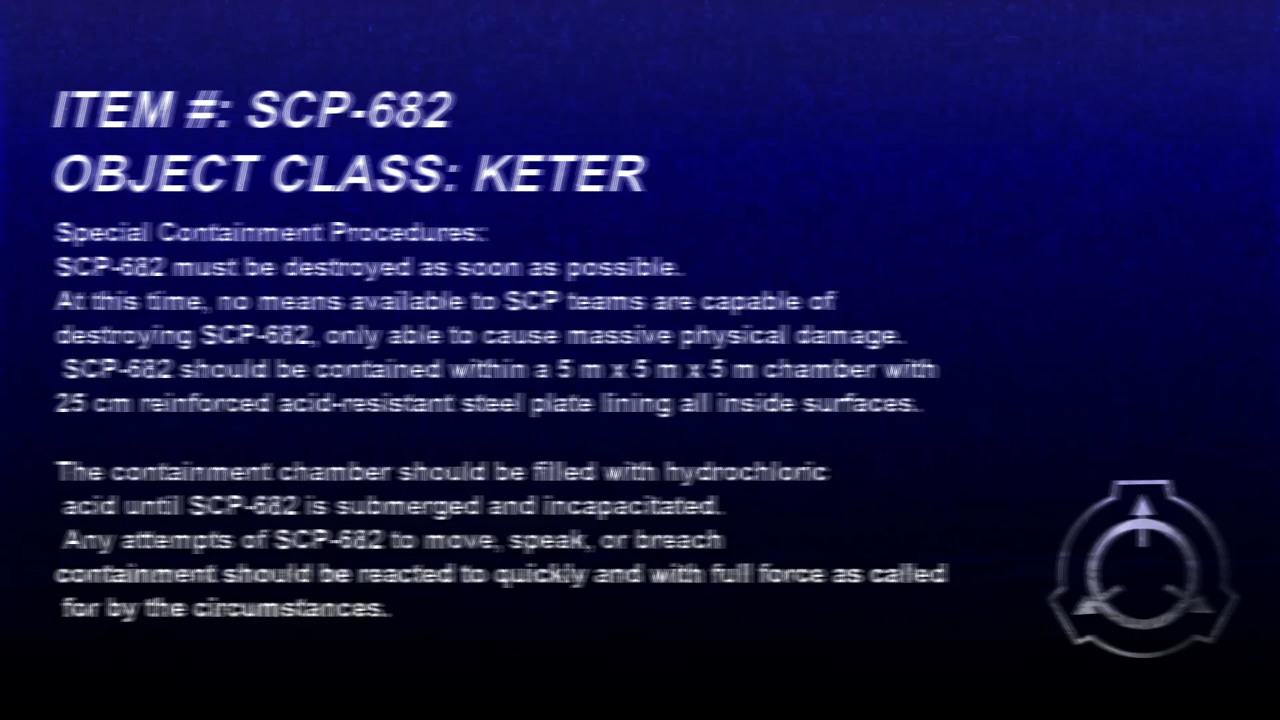 ITEM #: SCP-682
OBJECT CLASS: KETER
Special Containment Procedures:
SCP-682 must be destroyed as soon as possible.
At this time, no means available to SCP teams are capable of
destroying SCP-682, only able to cause massive physical damage.
SCP-682 should be contained within a 5 m x 5 m x 5 m chamber with
25 cm reinforced acid-resistant steel plate lining all inside surfaces.
The containment chamber should be filled with hydrochloric
acid until SCP-682 is submerged and incapacitated.
Any attempts of SCP-682 to move, speak, or breach
containment should be reacted to quickly and with full force as called
for by the circumstances.